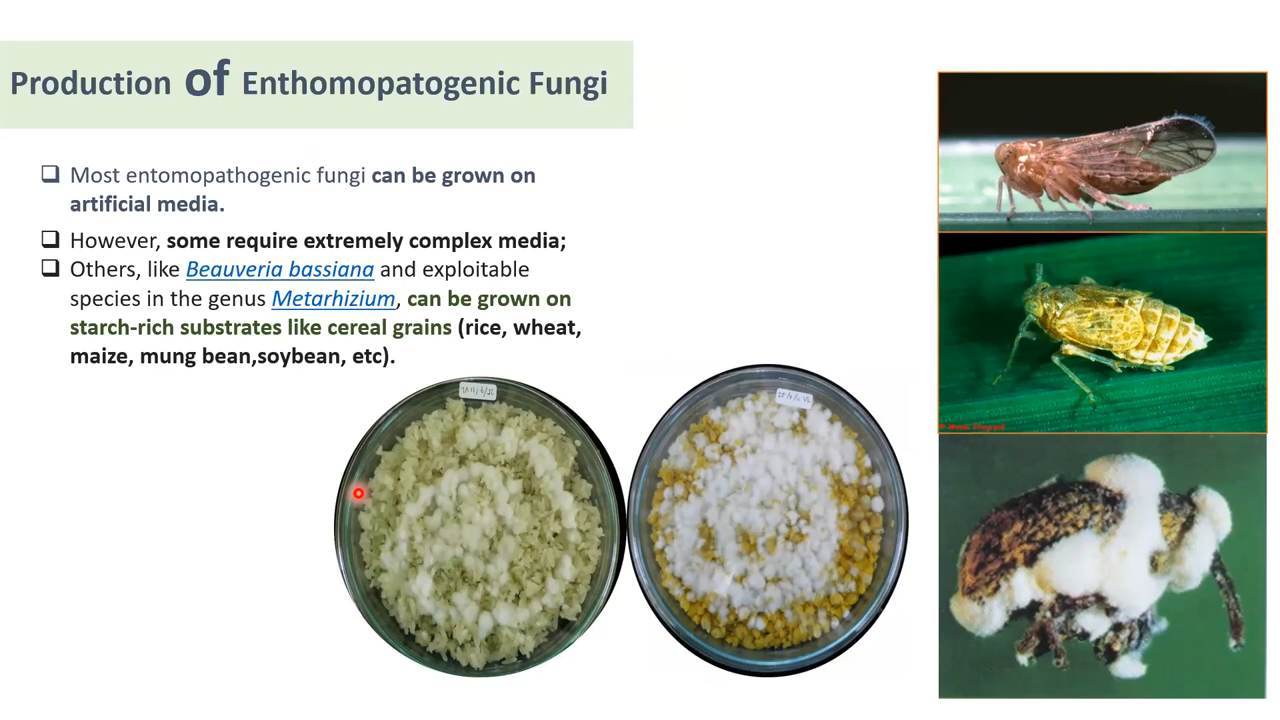 Production of Enthomopatogenic Fungi
❑ Most entomopathogenic fungi can be grown on
artificial media.
❑ However, some require extremely complex media;
❑ Others, like Beauveria bassiana and exploitable
species in the genus Metarhizium, can be grown on
starch-rich substrates like cereal grains (rice, wheat,
maize, mung bean,soybean, etc).